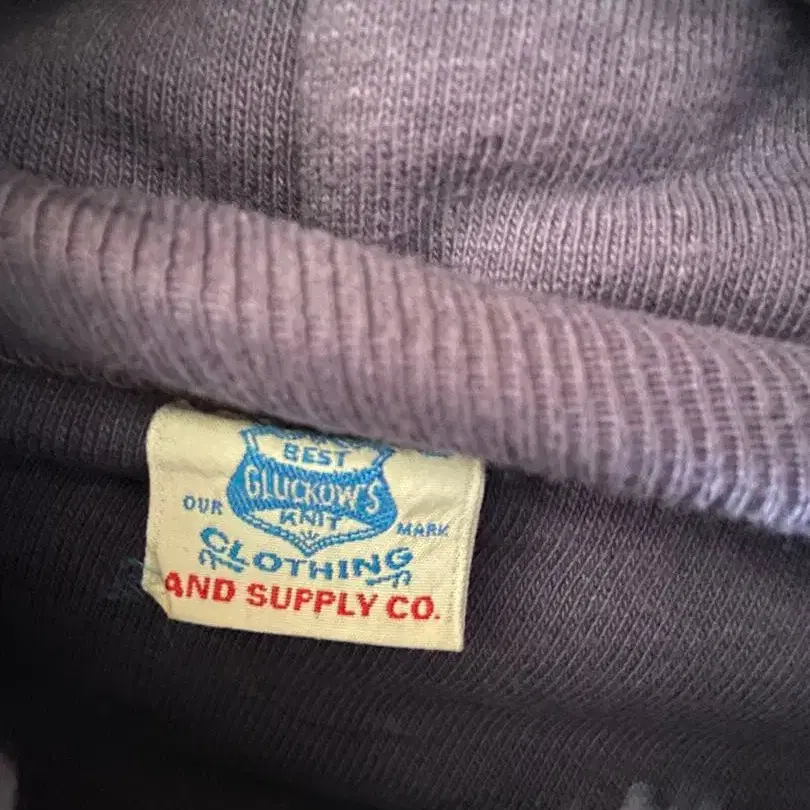 BEST
GLUCKOW'S
KNIT
OUR MARK
CLOTHING
AND SUPPLY CO.